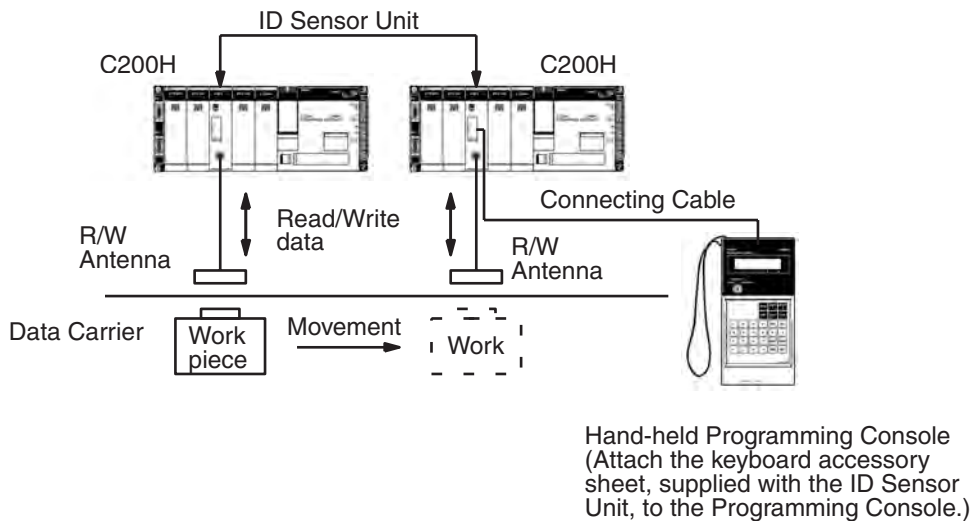 ID Sensor Unit
C200H
C200H
Connecting Cable
Read/Write
data
R/W
Antenna
R/W
Antenna
Data Carrier
Work
piece
Movement
Work
Hand-held Programming Console
(Attach the keyboard accessory
sheet, supplied with the ID Sensor
Unit, to the Programming Console.)